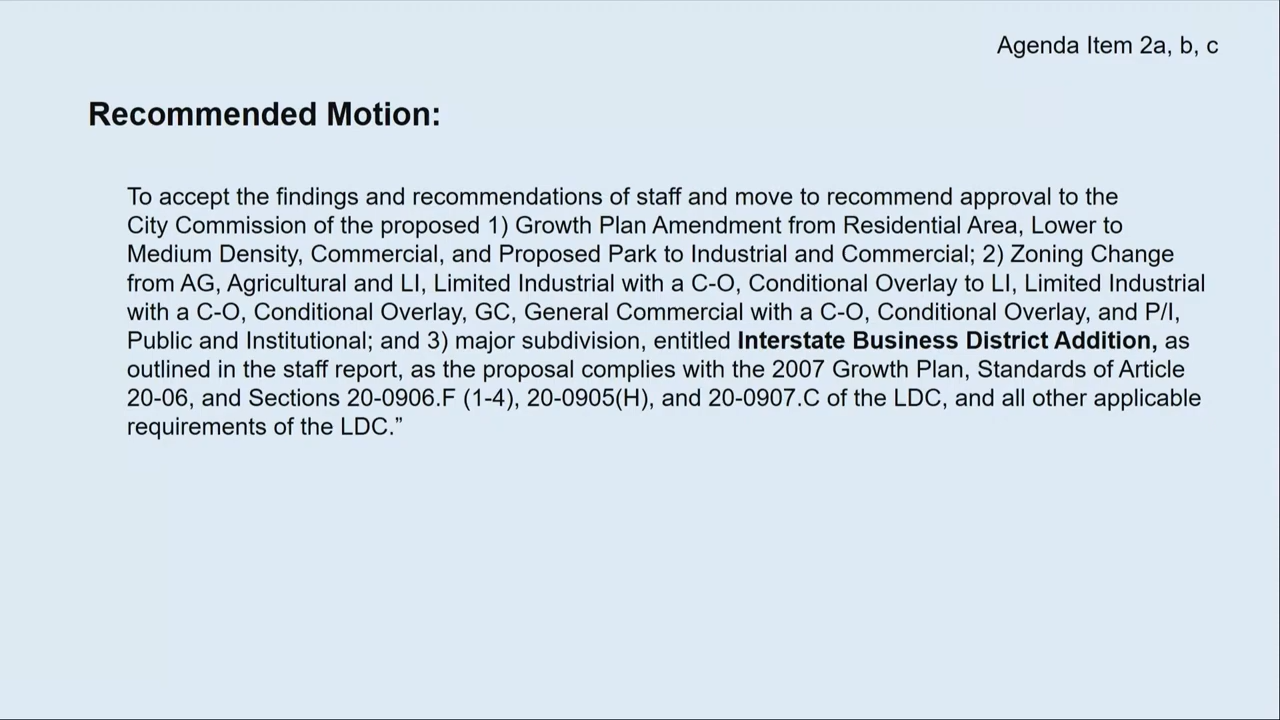 Agenda Item 2a, b, c
Recommended Motion:
To accept the findings and recommendations of staff and move to recommend approval to the
City Commission of the proposed 1) Growth Plan Amendment from Residential Area, Lower to
Medium Density, Commercial, and Proposed Park to Industrial and Commercial; 2) Zoning Change
from AG, Agricultural and LI, Limited Industrial with a C-O, Conditional Overlay to LI, Limited Industrial
with a C-O, Conditional Overlay, GC, General Commercial with a C-O, Conditional Overlay, and P/I,
Public and Institutional; and 3) major subdivision, entitled Interstate Business District Addition, as
outlined in the staff report, as the proposal complies with the 2007 Growth Plan, Standards of Article
20-06, and Sections 20-0906.F (1-4), 20-0905(H), and 20-0907.C of the LDC, and all other applicable
requirements of the LDC.”